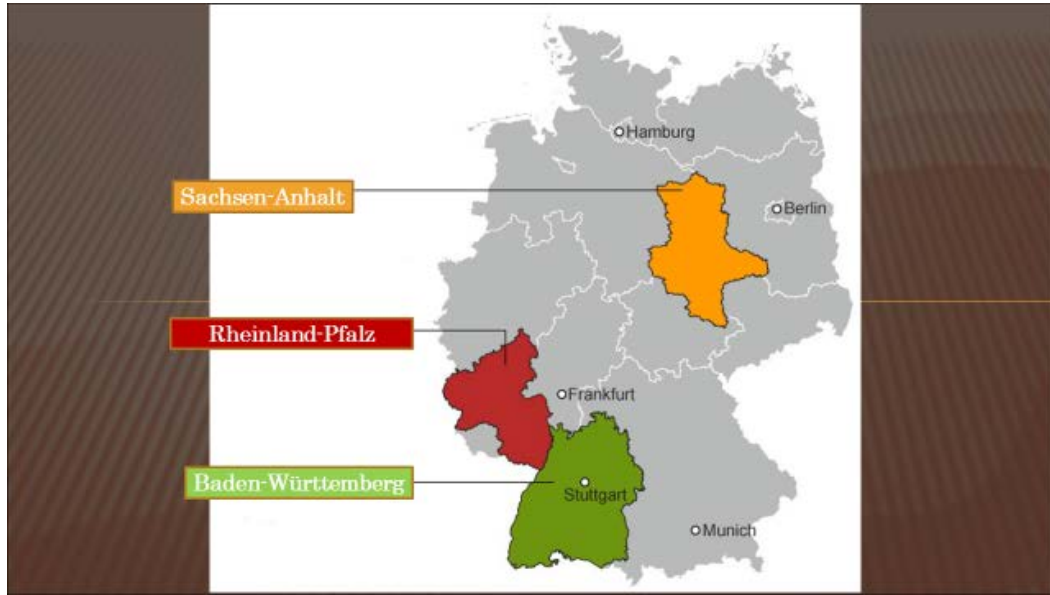 Hamburg
Sachsen-Anhalt
Berlin
Rheinland-Pfalz
Frankfurt
Baden-Württemberg
Stuttgart
Munich